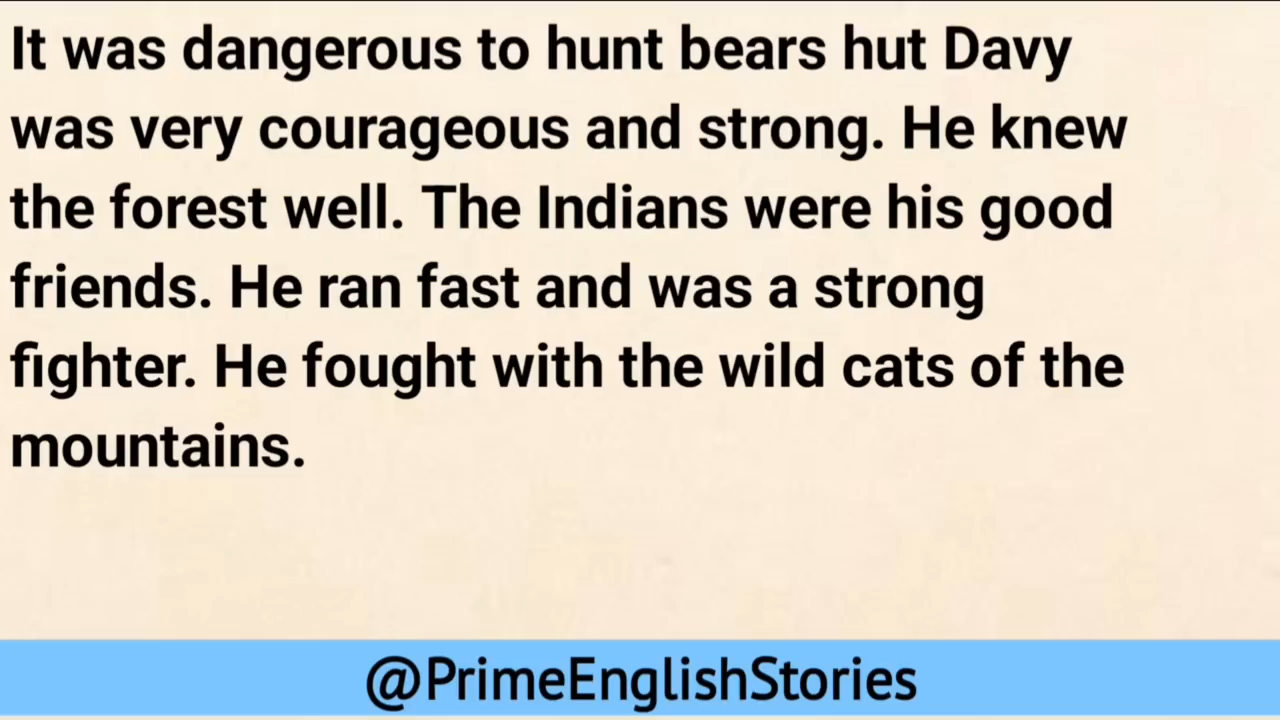 It was dangerous to hunt bears hut Davy
was very courageous and strong. He knew
the forest well. The Indians were his good
friends. He ran fast and was a strong
fighter. He fought with the wild cats of the
mountains.
@PrimeEnglishStories